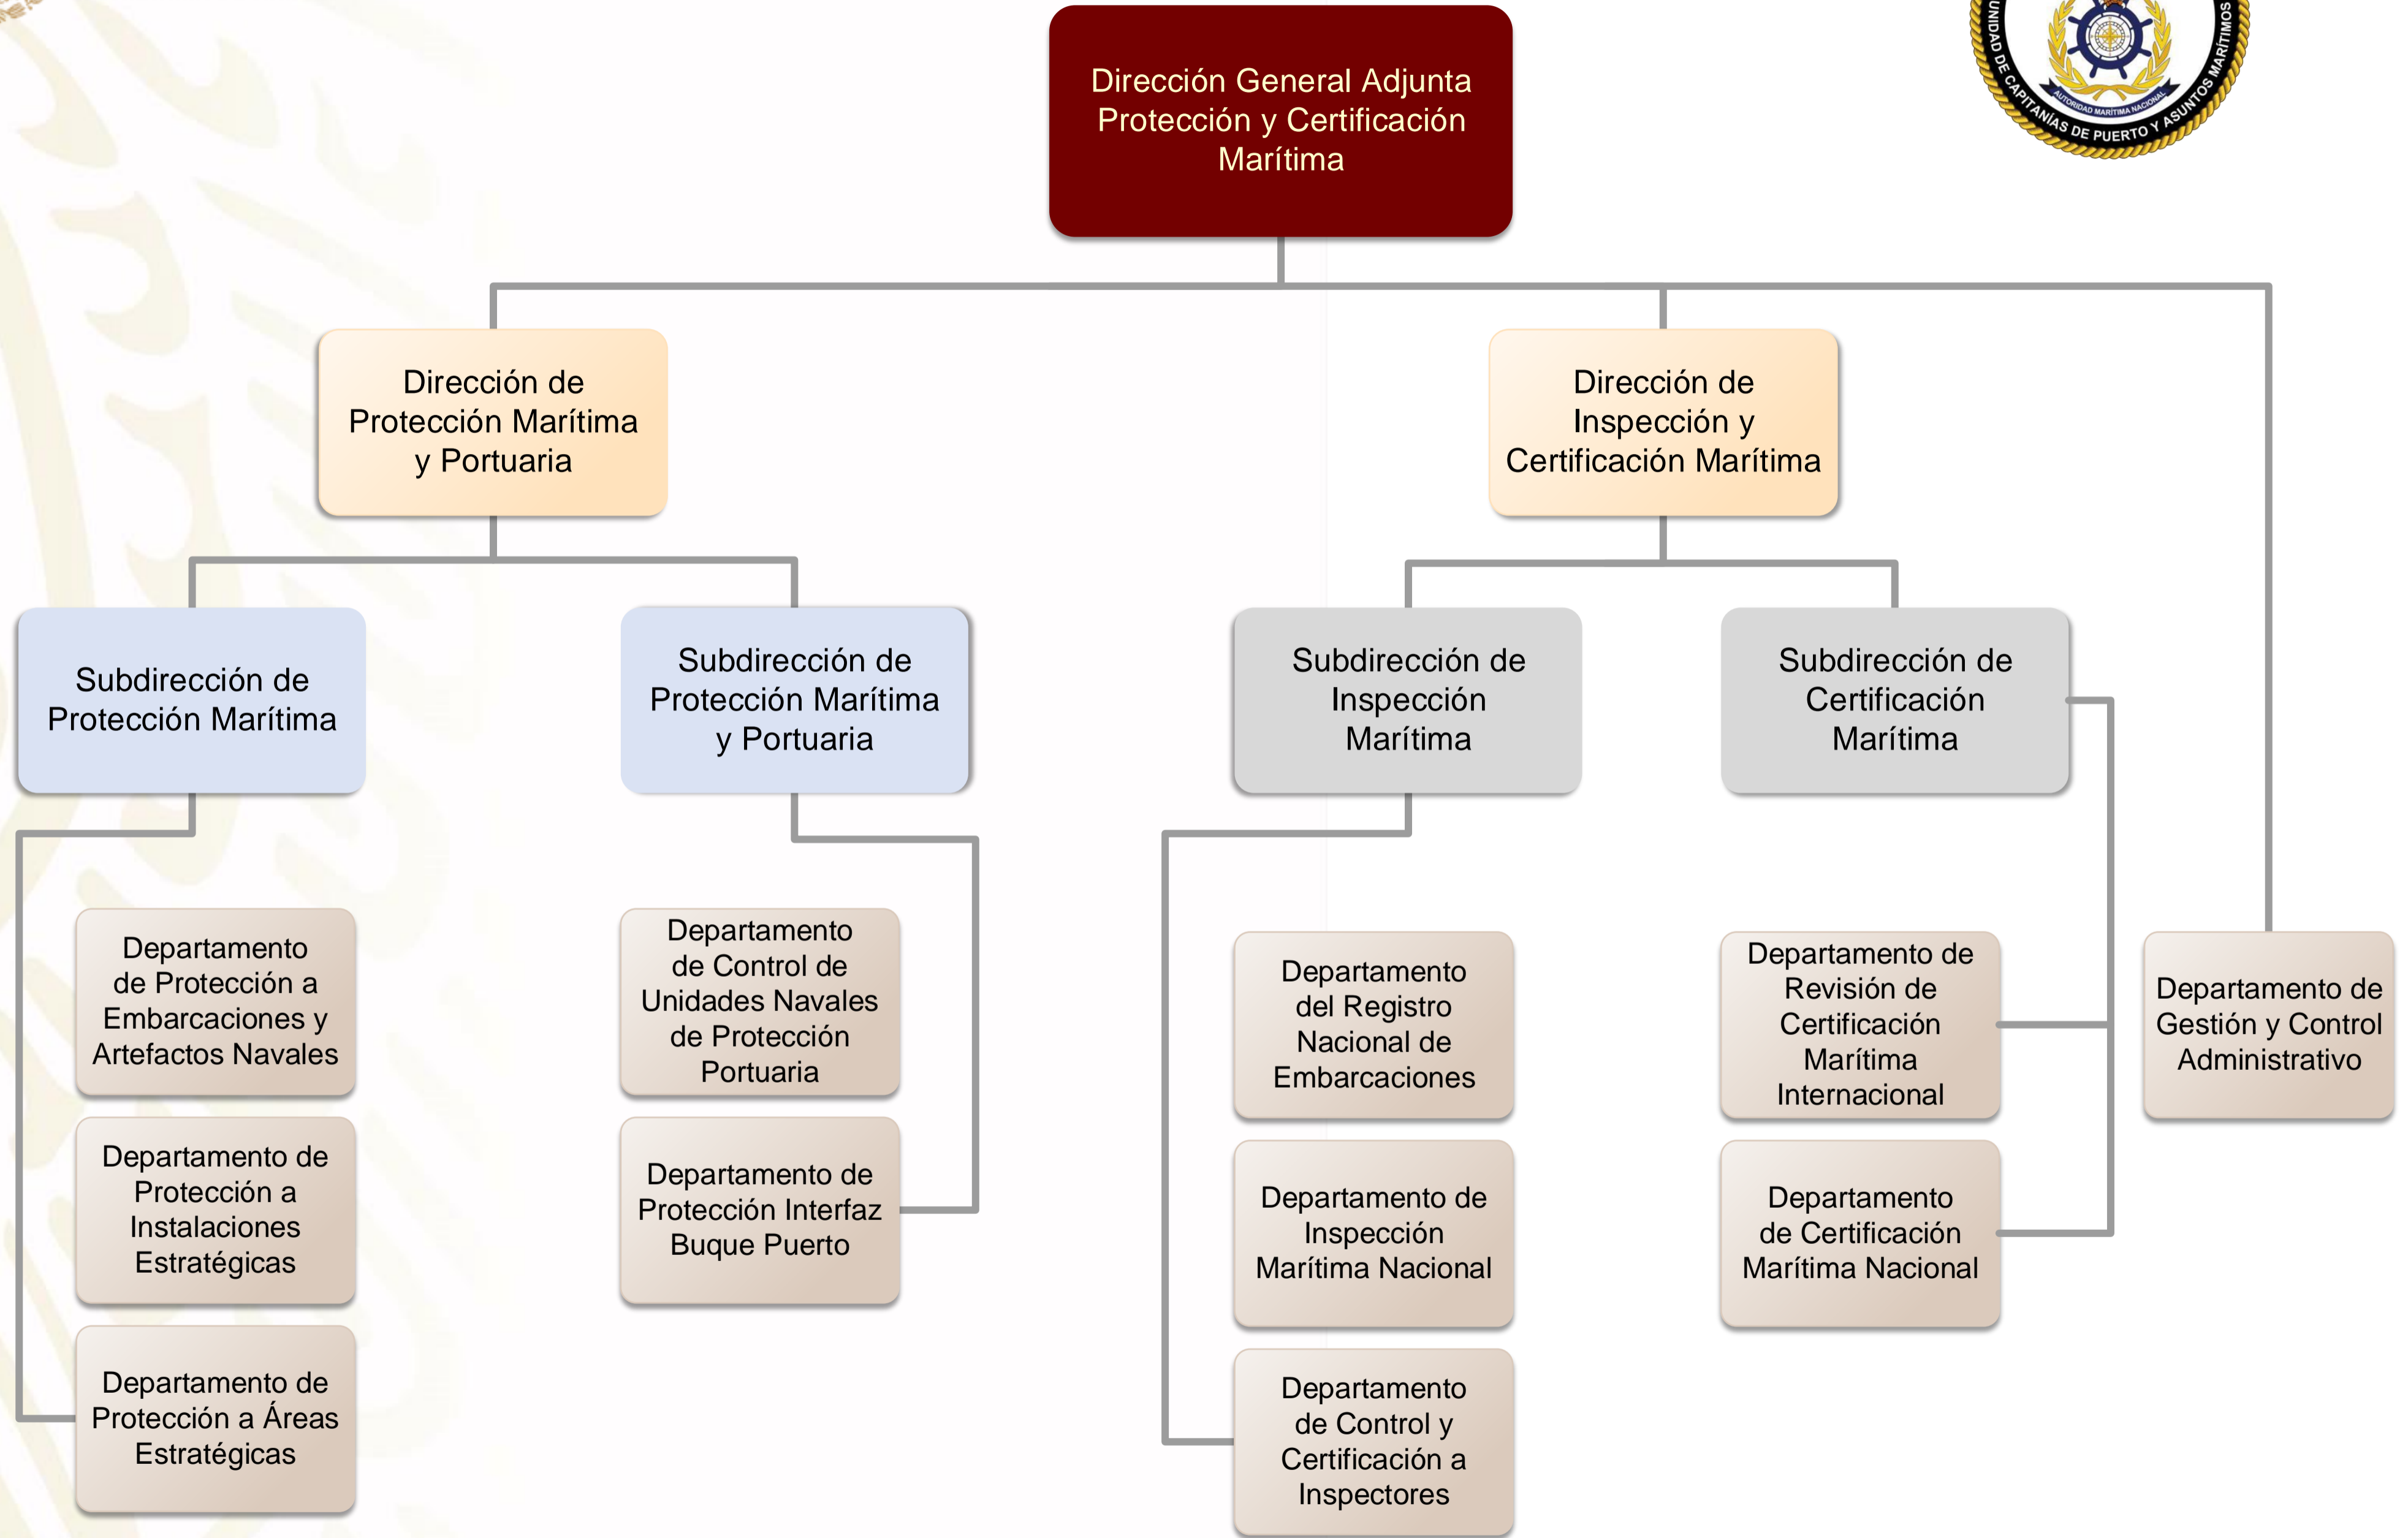 Dirección General Adjunta
Protección y Certificación
Marítima
UNIDAD DE CAPITANÍAS DE PUERTO Y ASUNTOS MARÍTIMOS
AUTORIDAD MARÍTIMA NACIONAL
Dirección de
Protección Marítima
y Portuaria
Dirección de
Inspección y
Certificación Marítima
Subdirección de
Protección Marítima
Subdirección de
Protección Marítima
y Portuaria
Subdirección de
Inspección
Marítima
Subdirección de
Certificación
Marítima
Departamento
de Protección a
Embarcaciones y
Artefactos Navales
Departamento
de Control de
Unidades Navales
de Protección
Portuaria
Departamento
del Registro
Nacional de
Embarcaciones
Departamento de
Revisión de
Certificación
Marítima
Internacional
Departamento de
Gestión y Control
Administrativo
Departamento de
Protección a
Instalaciones
Estratégicas
Departamento de
Protección Interfaz
Buque Puerto
Departamento de
Inspección
Marítima Nacional
Departamento
de Certificación
Marítima Nacional
Departamento de
Protección a Áreas
Estratégicas
Departamento
de Control y
Certificación a
Inspectores